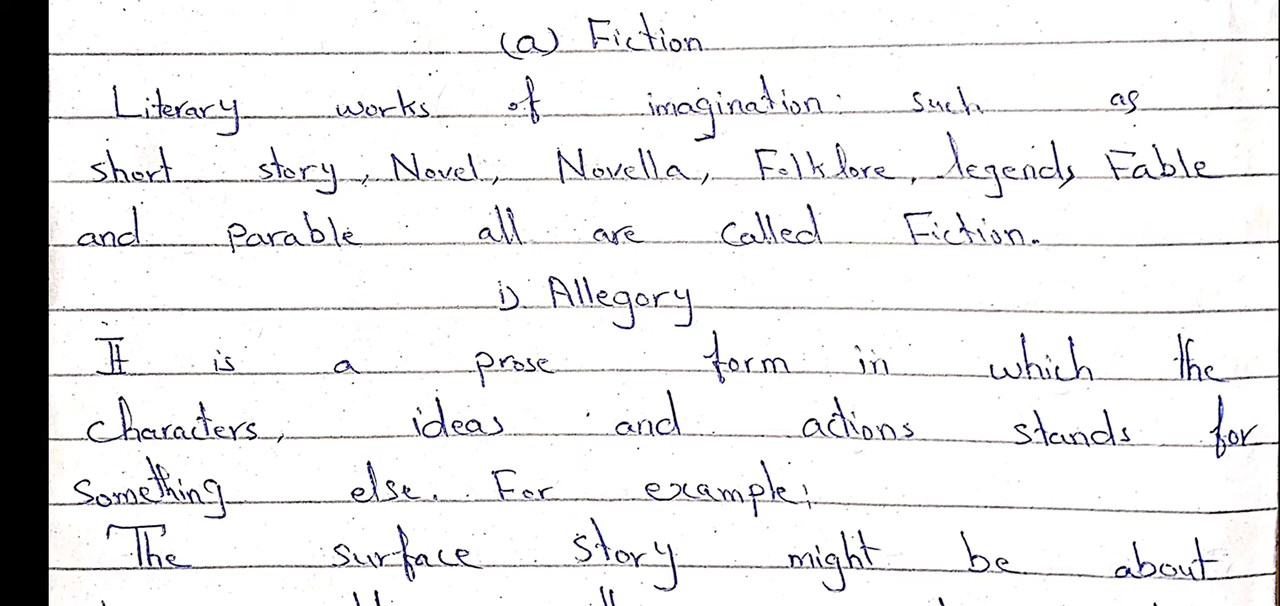 (a) Fiction
Literary works of imagination such as
short story, Novel, Novella, Folklore, legends Fable
and Parable all are called Fiction.
i) Allegory
It is a prose form in which the
characters, ideas and actions stands for
Something else. For example;
The surface story might be about